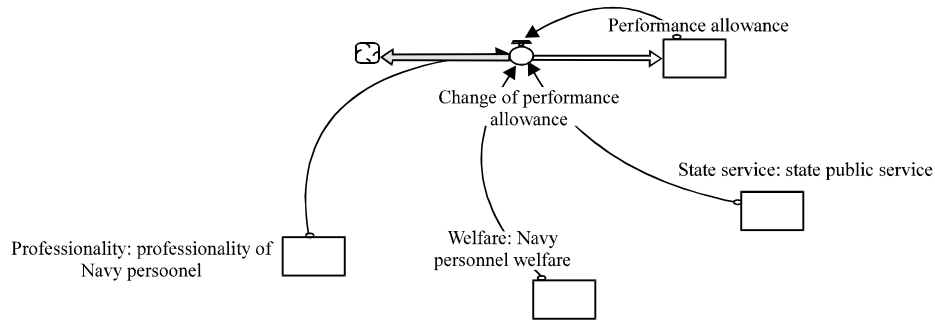 Performance allowance
Change of performance
allowance
State service: state public service
Professionality: professionality of
Navy persoonel
Welfare: Navy
personnel welfare